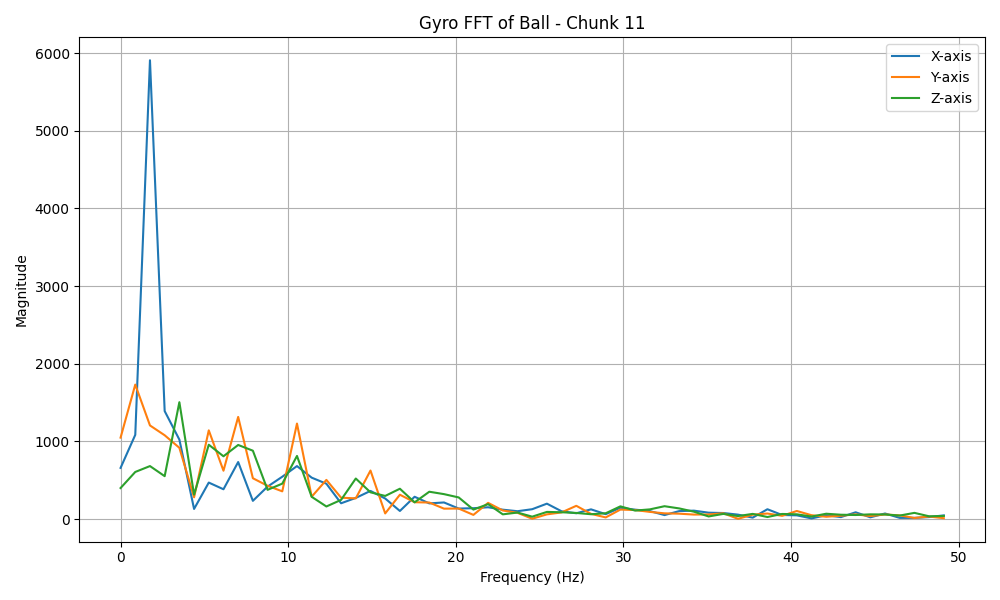 Gyro FFT of Ball - Chunk 11
6000
5000
4000
3000
2000
1000
0
Magnitude
X-axis
Y-axis
Z-axis
0 10 20 30 40 50
Frequency (Hz)